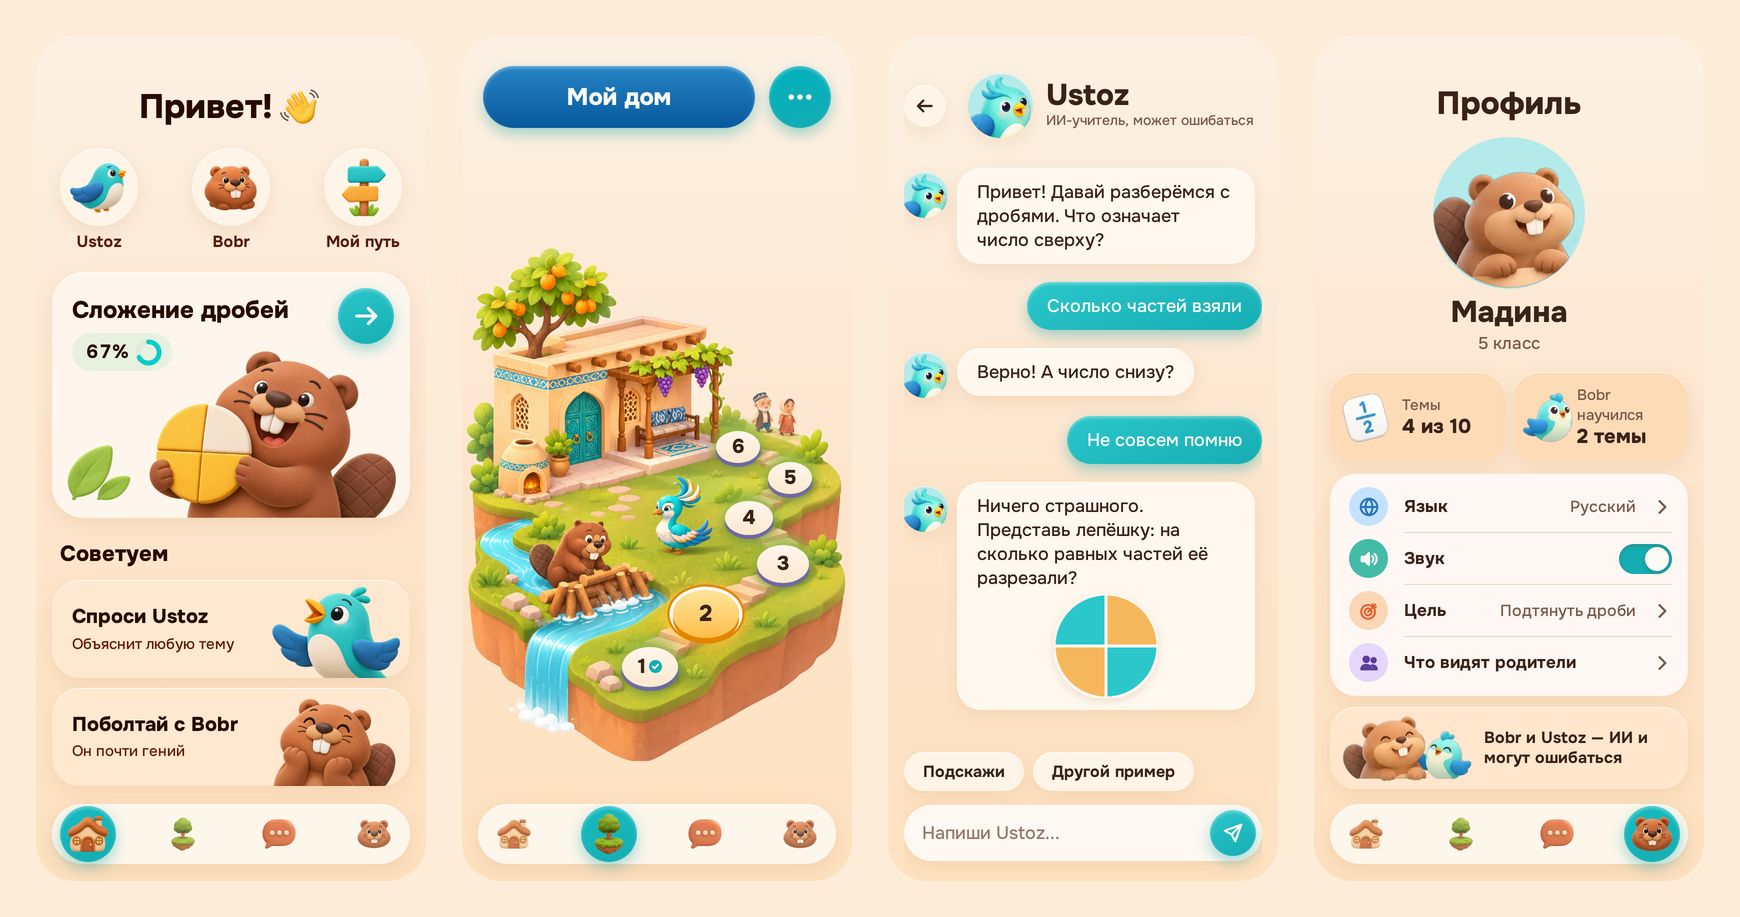 Привет! 👋
Ustoz
Bobr
Мой путь
Сложение дробей
67%
Советуем
Спроси Ustoz
Объяснит любую тему
Поболтай с Bobr
Он почти гений
Мой дом
6
5
4
3
2
1
Ustoz
ИИ-учитель, может ошибаться
Привет! Давай разберёмся с
дробями. Что означает
число сверху?
Сколько частей взяли
Верно! А число снизу?
Не совсем помню
Ничего страшного.
Представь лепёшку: на
сколько равных частей её
разрезали?
Подскажи
Другой пример
Напиши Ustoz...
Профиль
Мадина
5 класс
1
2
Темы
4 из 10
Bobr
научился
2 темы
Язык
Русский
Звук
Цель
Подтянуть дроби
Что видят родители
Bobr и Ustoz — ИИ и
могут ошибаться